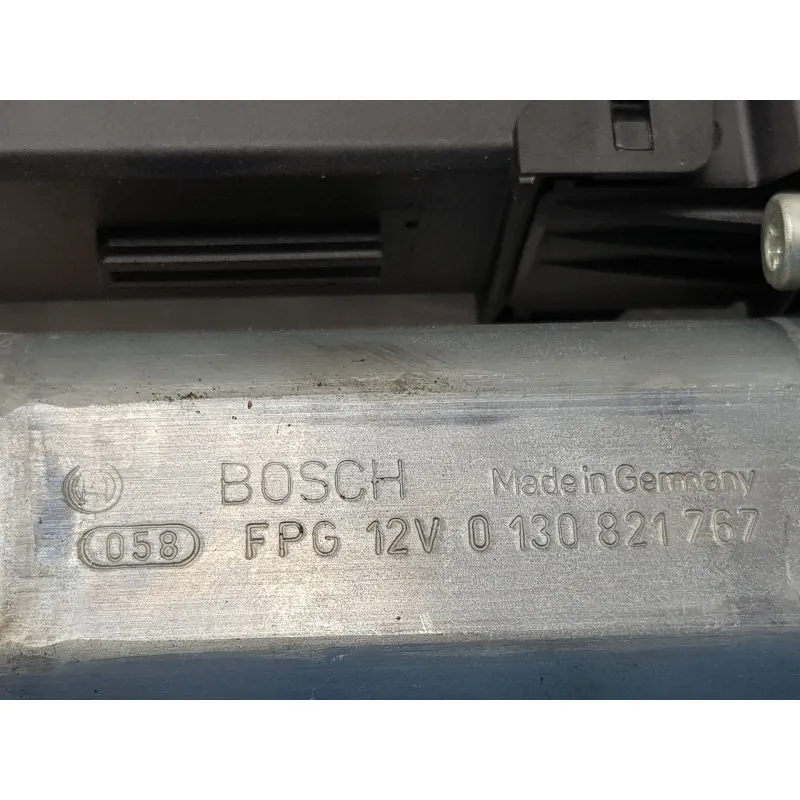 BOSCH Made in Germany
058 FPG 12V 0 130 821 767